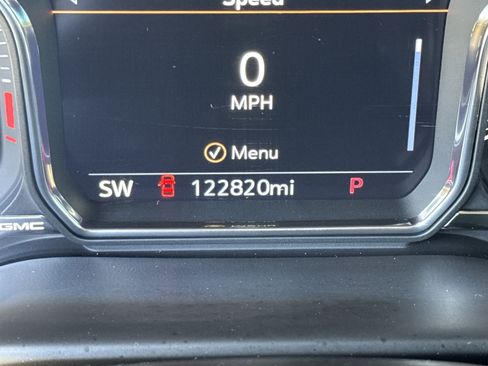 Speed
0
MPH
Menu
SW 122820mi P
GMC